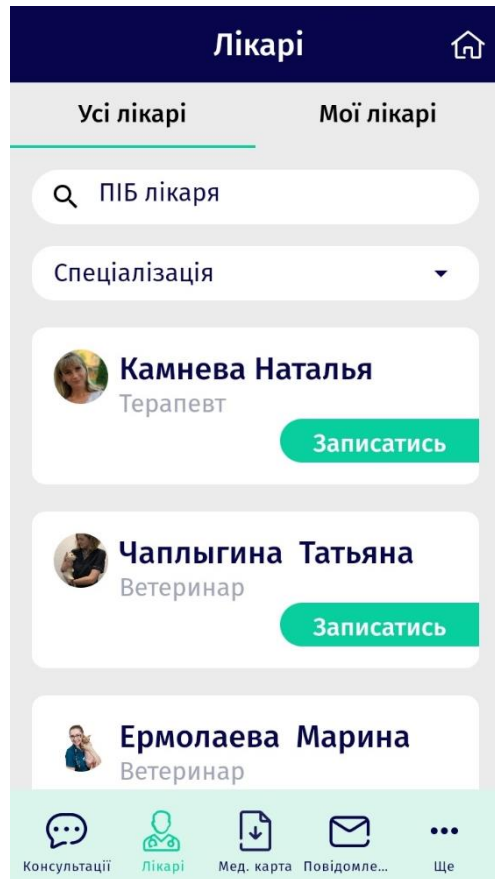 Лікарі
Усі лікарі Мої лікарі
ПІБ лікаря
Спеціалізація
Камнева Наталья
Терапевт
Записатись
Чаплыгина Татьяна
Ветеринар
Записатись
Ермолаева Марина
Ветеринар
Консультації Лікарі Мед. карта Повідомле... Ще